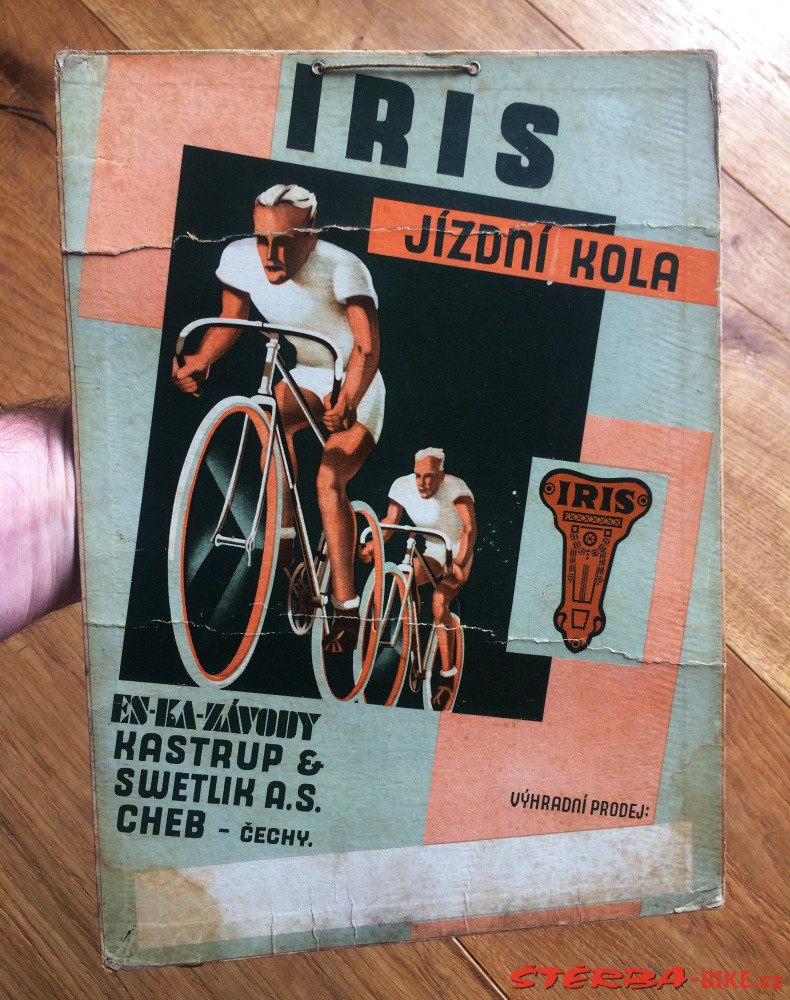 IRIS
JÍZDNÍ KOLA
IRIS
ES-KA-ZÁVODY
KASTRUP &
SWETLIK A.S.
CHEB - ČECHY.
VÝHRADNÍ PRODEJ:
ŠTĚRBA-BIKE.cz